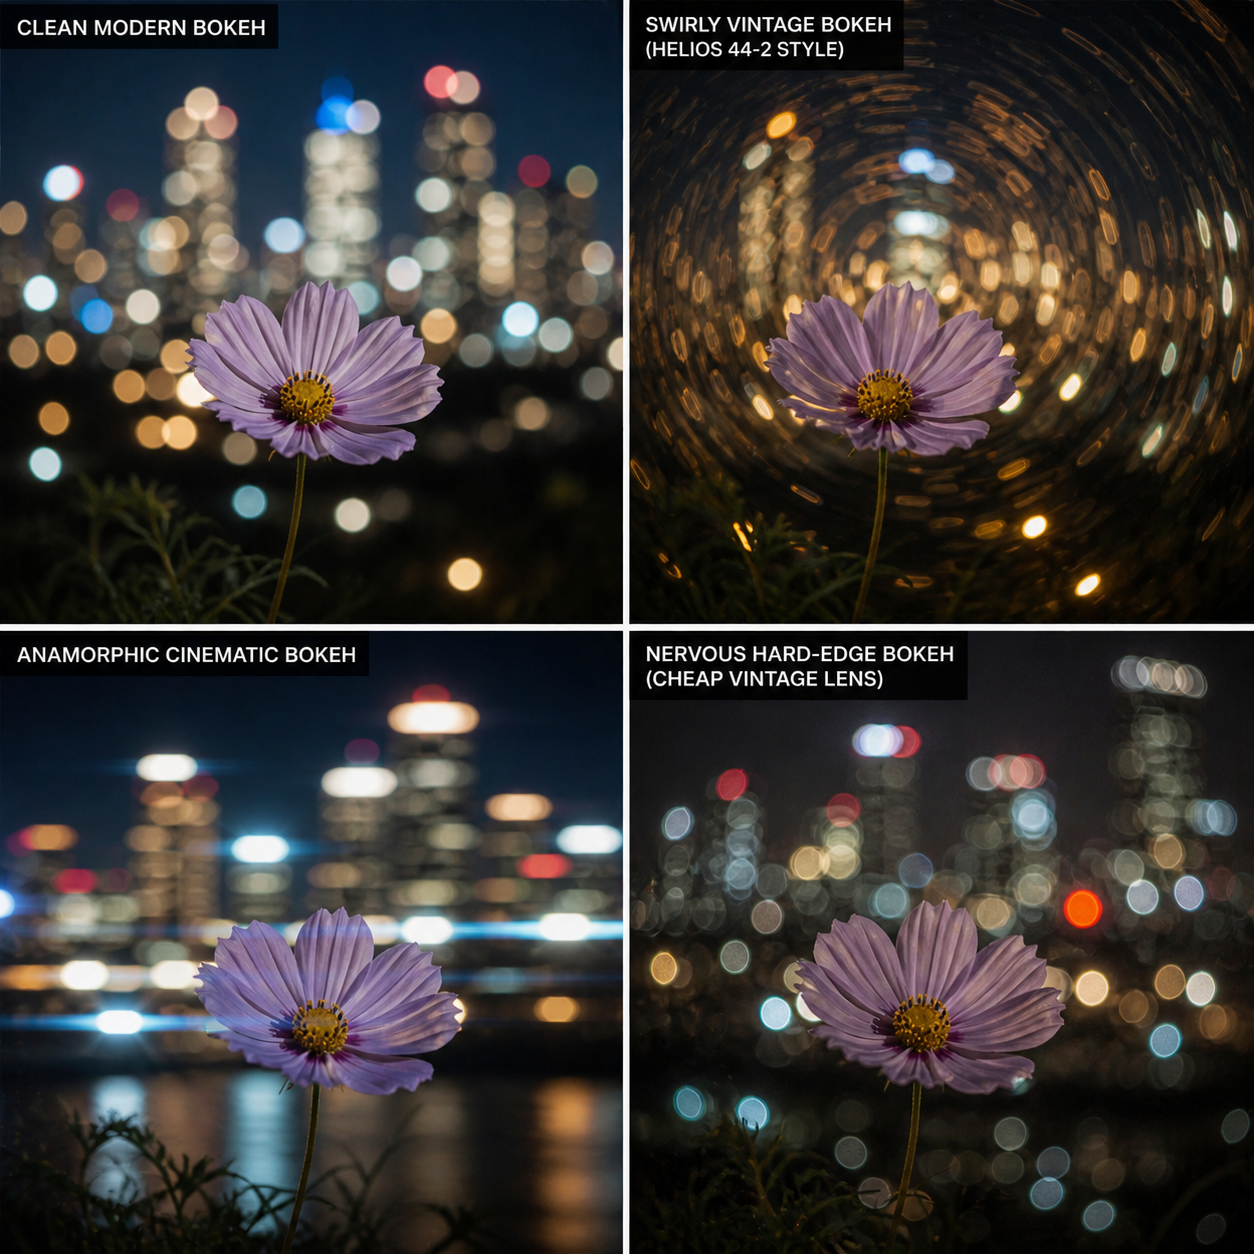 CLEAN MODERN BOKEH
SWIRLY VINTAGE BOKEH
(HELIOS 44-2 STYLE)
ANAMORPHIC CINEMATIC BOKEH
NERVOUS HARD-EDGE BOKEH
(CHEAP VINTAGE LENS)